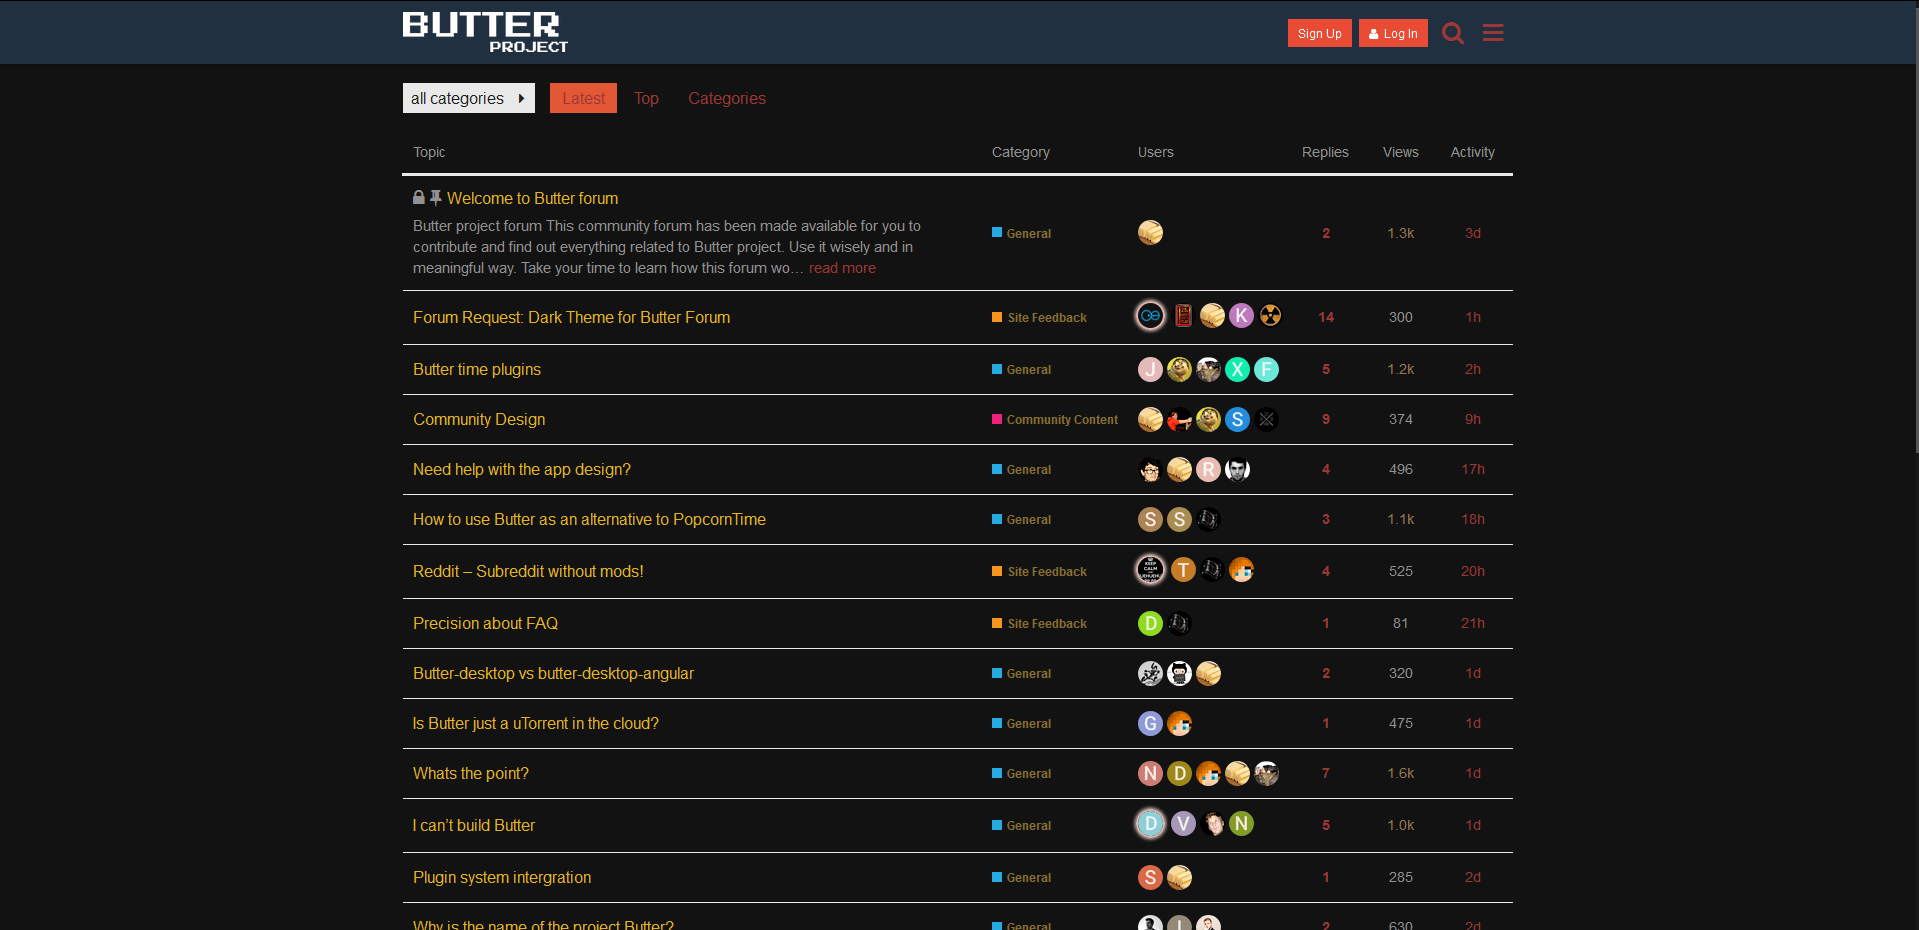 BUTTER
PROJECT
Sign Up Log In
all categories Latest Top Categories
Topic Category Users Replies Views Activity
Welcome to Butter forum
Butter project forum This community forum has been made available for you to
contribute and find out everything related to Butter project. Use it wisely and in
meaningful way. Take your time to learn how this forum wo… read more
General 2 1.3k 3d
Forum Request: Dark Theme for Butter Forum Site Feedback K 14 300 1h
Butter time plugins General J X F 5 1.2k 2h
Community Design Community Content S 9 374 9h
Need help with the app design? General R 4 496 17h
How to use Butter as an alternative to PopcornTime General S S 3 1.1k 18h
Reddit – Subreddit without mods! Site Feedback KEEP CALM T 4 525 20h
Precision about FAQ Site Feedback D 1 81 21h
Butter-desktop vs butter-desktop-angular General 2 320 1d
Is Butter just a uTorrent in the cloud? General G 1 475 1d
Whats the point? General N D 7 1.6k 1d
I can’t build Butter General D V N 5 1.0k 1d
Plugin system intergration General S 1 285 2d
Why is the name of the project Butter? General 2 630 2d